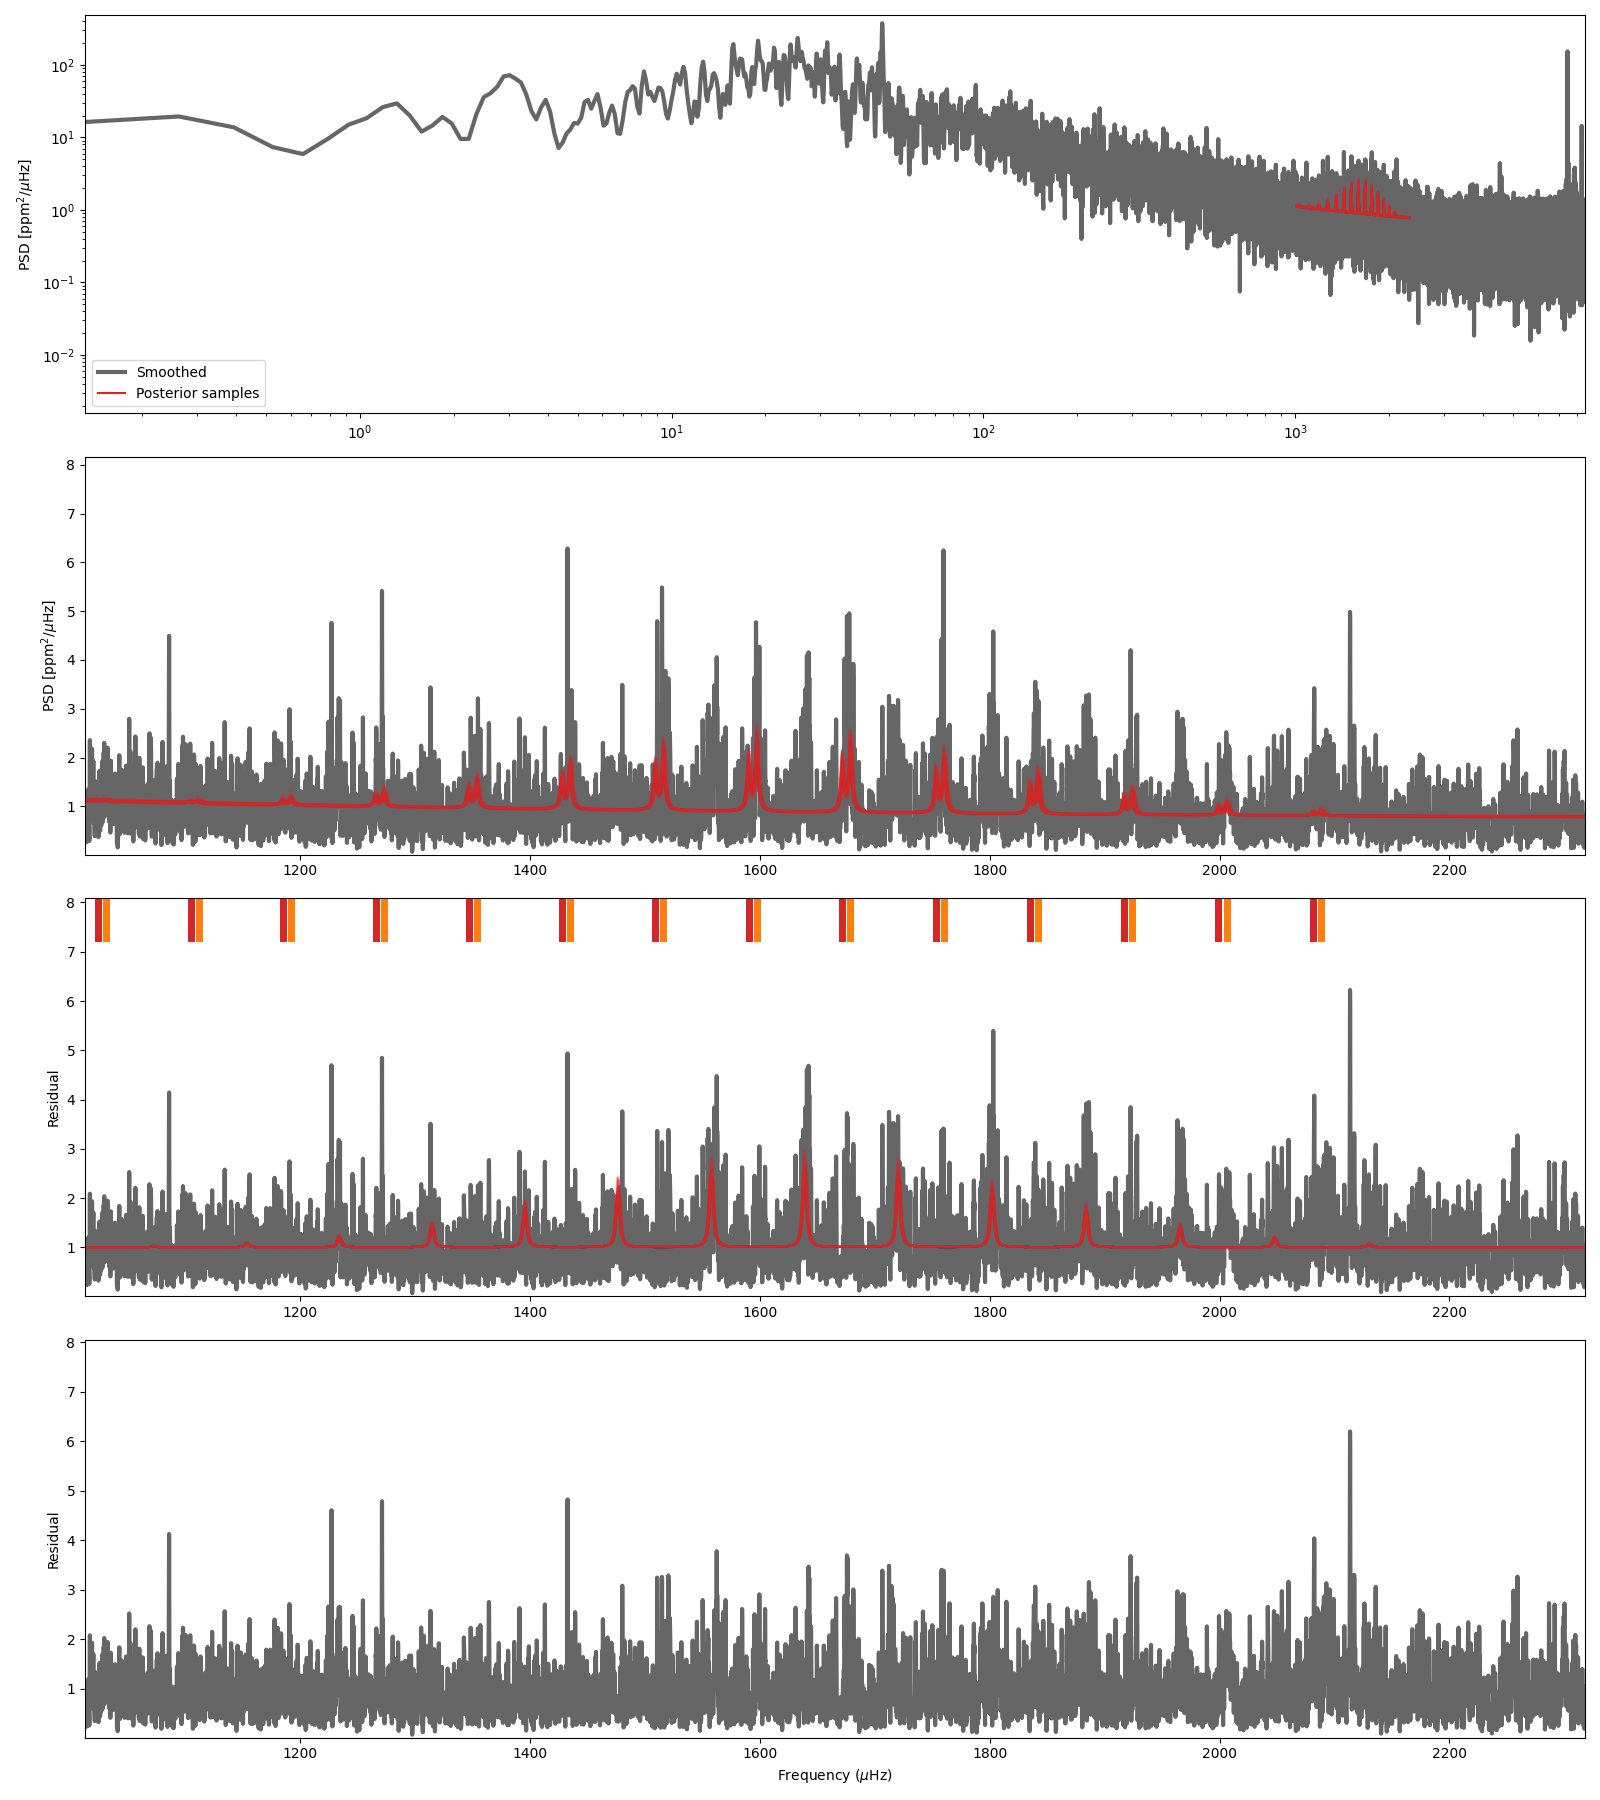 10²
10¹
10⁰
10⁻¹
10⁻²
PSD [ppm²/μHz]
Smoothed
Posterior samples
10⁰ 10¹ 10² 10³
8
7
6
5
4
3
2
1
PSD [ppm²/μHz]
1200 1400 1600 1800 2000 2200
8
7
6
5
4
3
2
1
Residual
1200 1400 1600 1800 2000 2200
8
7
6
5
4
3
2
1
Residual
1200 1400 1600 1800 2000 2200
Frequency (μHz)